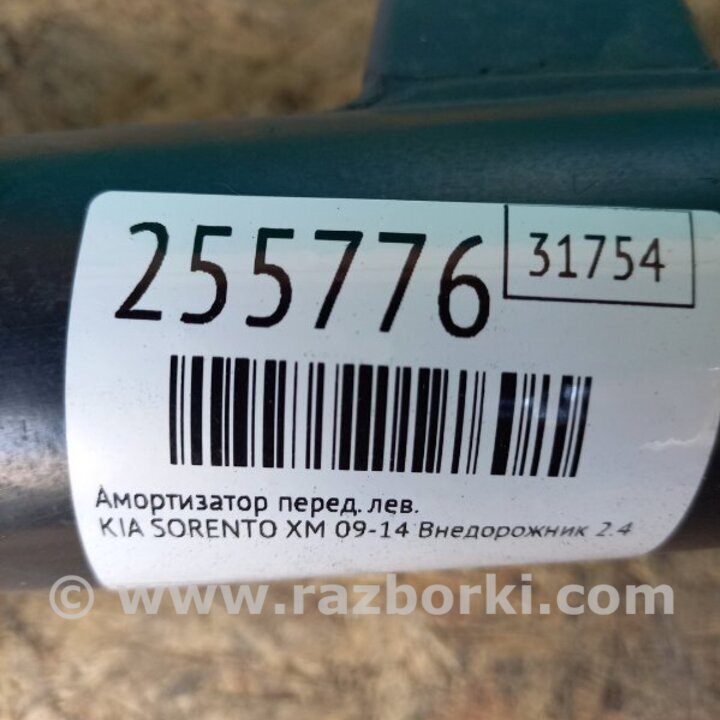 255776
31754
Амортизатор перед. лев.
KIA SORENTO XM 09-14 Внедорожник 2.4
© www.razborki.com